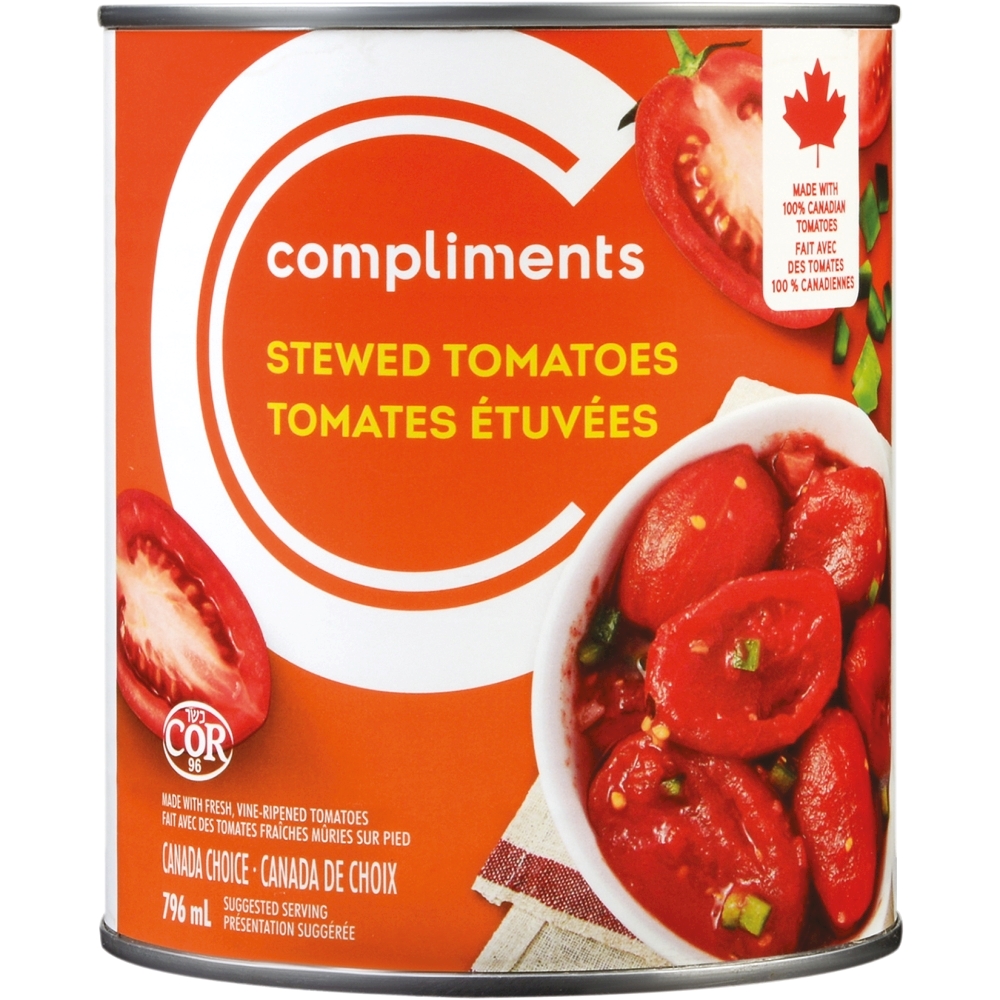 compliments
STEWED TOMATOES
TOMATES ÉTUVÉES
MADE WITH
100% CANADIAN
TOMATOES
FAIT AVEC
DES TOMATES
100 % CANADIENNES
כשר
COR
96
MADE WITH FRESH, VINE-RIPENED TOMATOES
FAIT AVEC DES TOMATES FRAÎCHES MÛRIES SUR PIED
CANADA CHOICE · CANADA DE CHOIX
796 mL
SUGGESTED SERVING
PRÉSENTATION SUGGÉRÉE